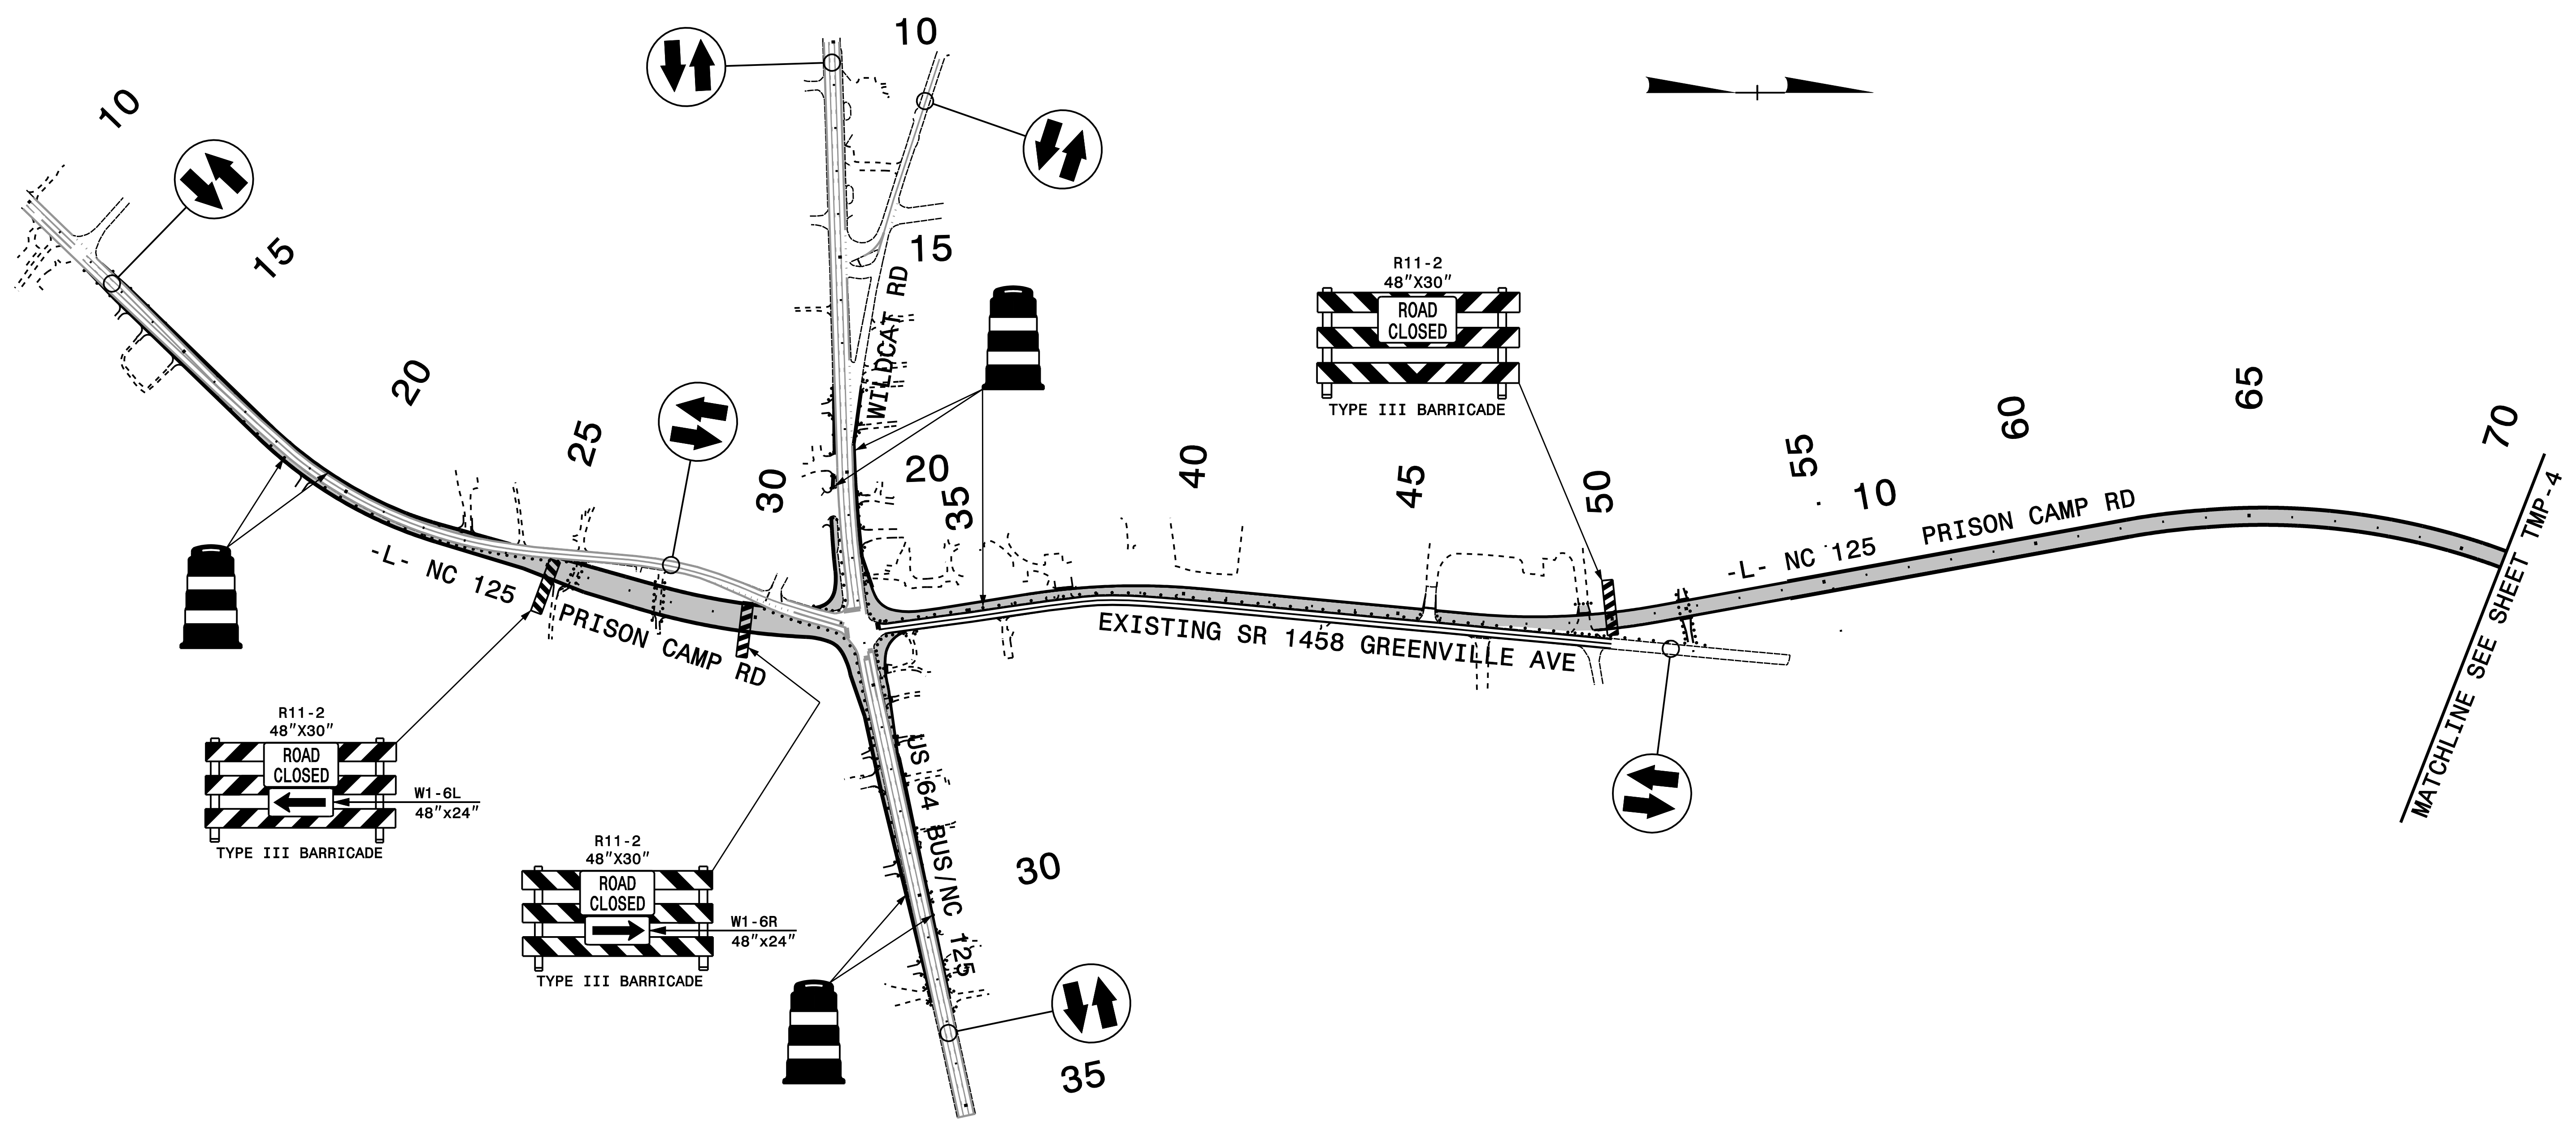 10
10
15
15
WILDCAT RD
R11-2
48"X30"
ROAD
CLOSED
TYPE III BARRICADE
20
25
30
20
35
40
45
50
55
10
60
65
70
-L- NC 125
PRISON CAMP RD
-L- NC 125
PRISON CAMP RD
EXISTING SR 1458 GREENVILLE AVE
MATCHLINE SEE SHEET TMP-4
R11-2
48"X30"
ROAD
CLOSED
W1-6L
48"x24"
TYPE III BARRICADE
R11-2
48"X30"
ROAD
CLOSED
W1-6R
48"x24"
TYPE III BARRICADE
US 64 BUS/NC 125
30
35